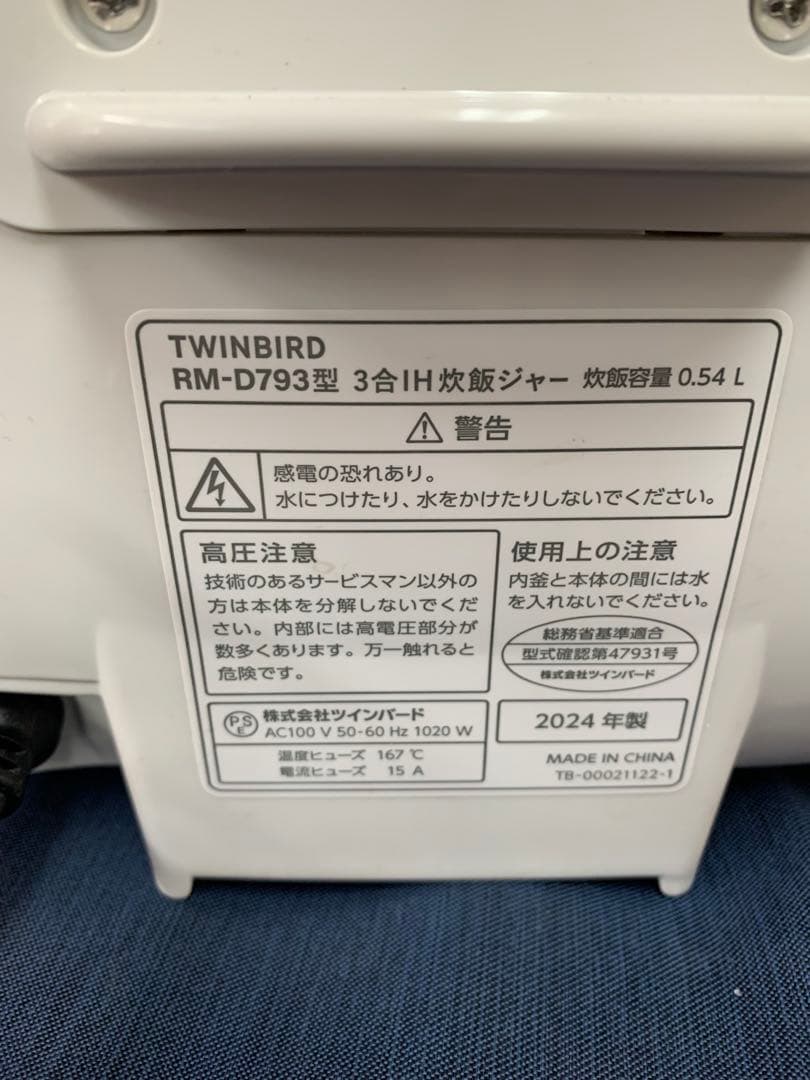 TWINBIRD
RM-D793型 3合IH炊飯ジャー 炊飯容量 0.54 L
警告
感電の恐れあり。
水につけたり、水をかけたりしないでください。
高圧注意
技術のあるサービスマン以外の
方は本体を分解しないでくだ
さい。内部には高電圧部分が
数多くあります。万一触れると
危険です。
使用上の注意
内釜と本体の間には水
を入れないでください。
総務省基準適合
型式確認第47931号
株式会社ツインバード
PSE 株式会社ツインバード
AC100 V 50-60 Hz 1020 W
温度ヒューズ 167 ℃
電流ヒューズ 15 A
2024 年製
MADE IN CHINA
TB-00021122-1